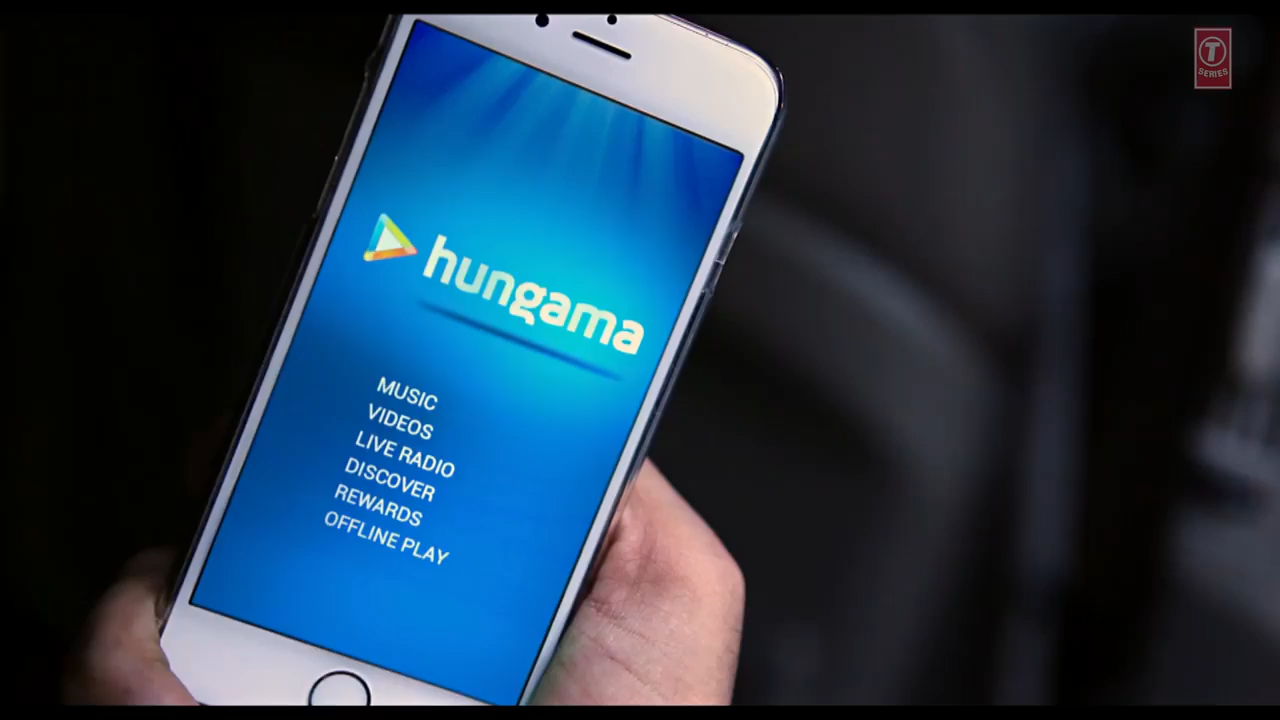 T
SERIES
hungama
MUSIC
VIDEOS
LIVE RADIO
DISCOVER
REWARDS
OFFLINE PLAY